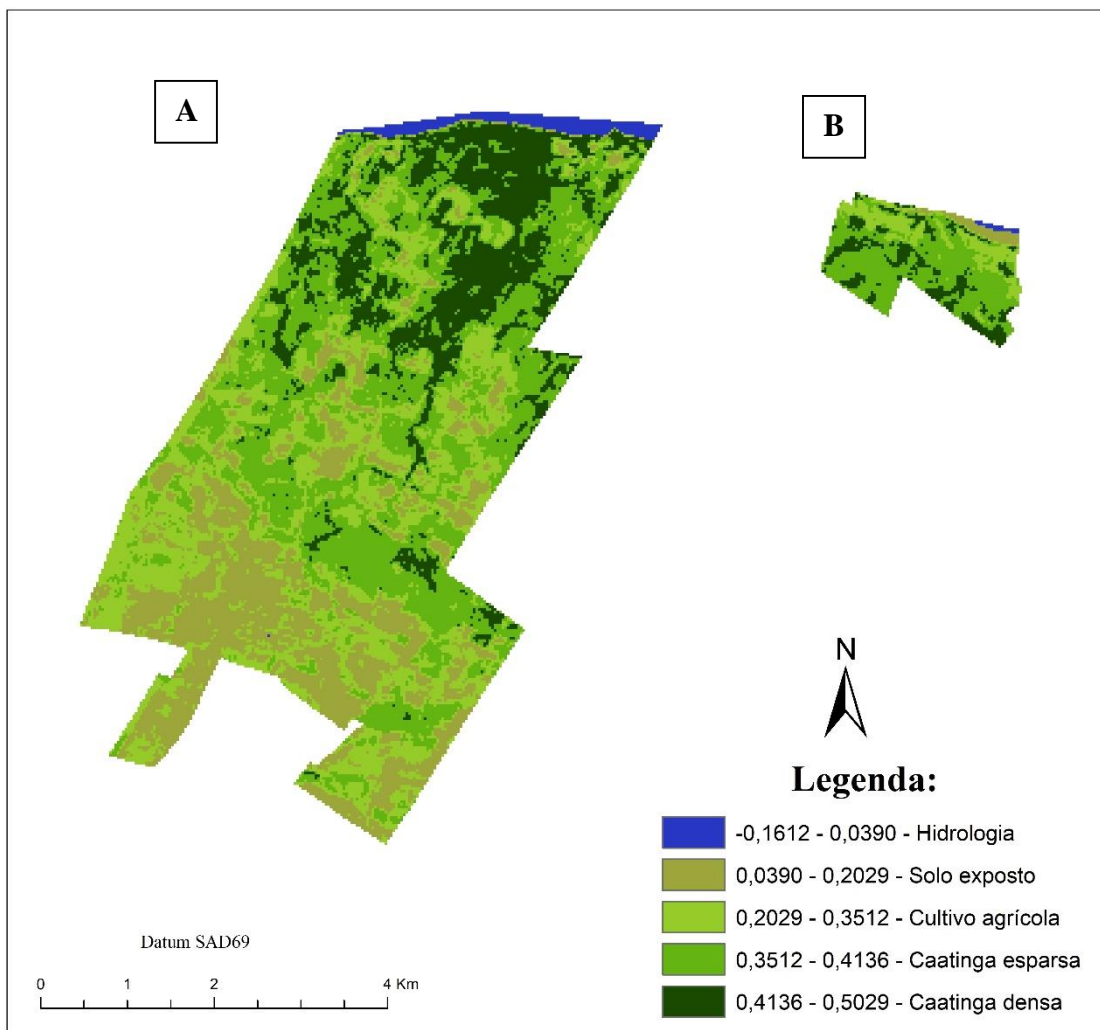 A
B
N
Legenda:
-0,1612 - 0,0390 - Hidrologia
0,0390 - 0,2029 - Solo exposto
0,2029 - 0,3512 - Cultivo agrícola
0,3512 - 0,4136 - Caatinga esparsa
0,4136 - 0,5029 - Caatinga densa
Datum SAD69
0 1 2 4 Km